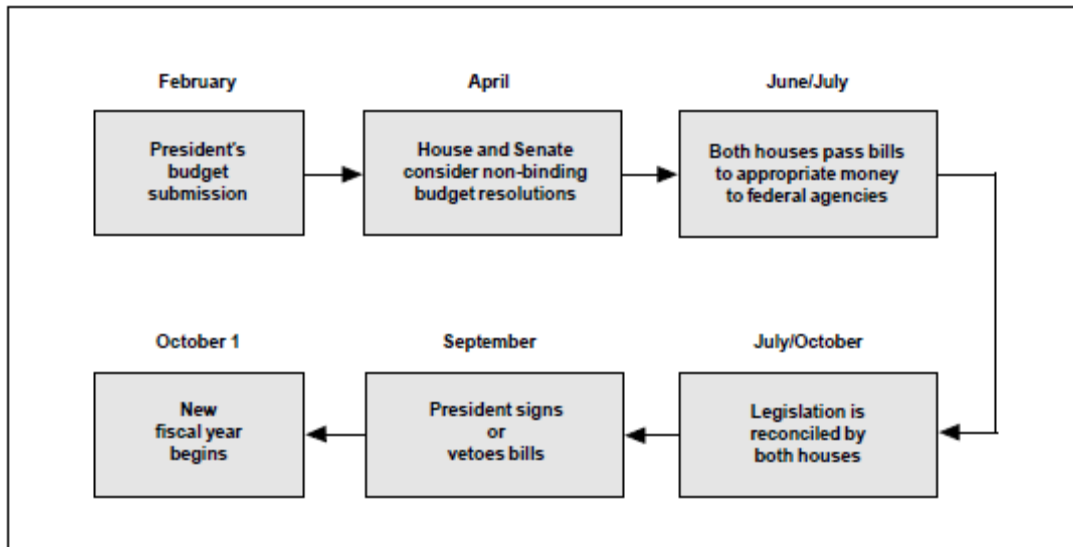 February
President's
budget
submission
April
House and Senate
consider non-binding
budget resolutions
June/July
Both houses pass bills
to appropriate money
to federal agencies
July/October
Legislation is
reconciled by
both houses
September
President signs
or
vetoes bills
October 1
New
fiscal year
begins